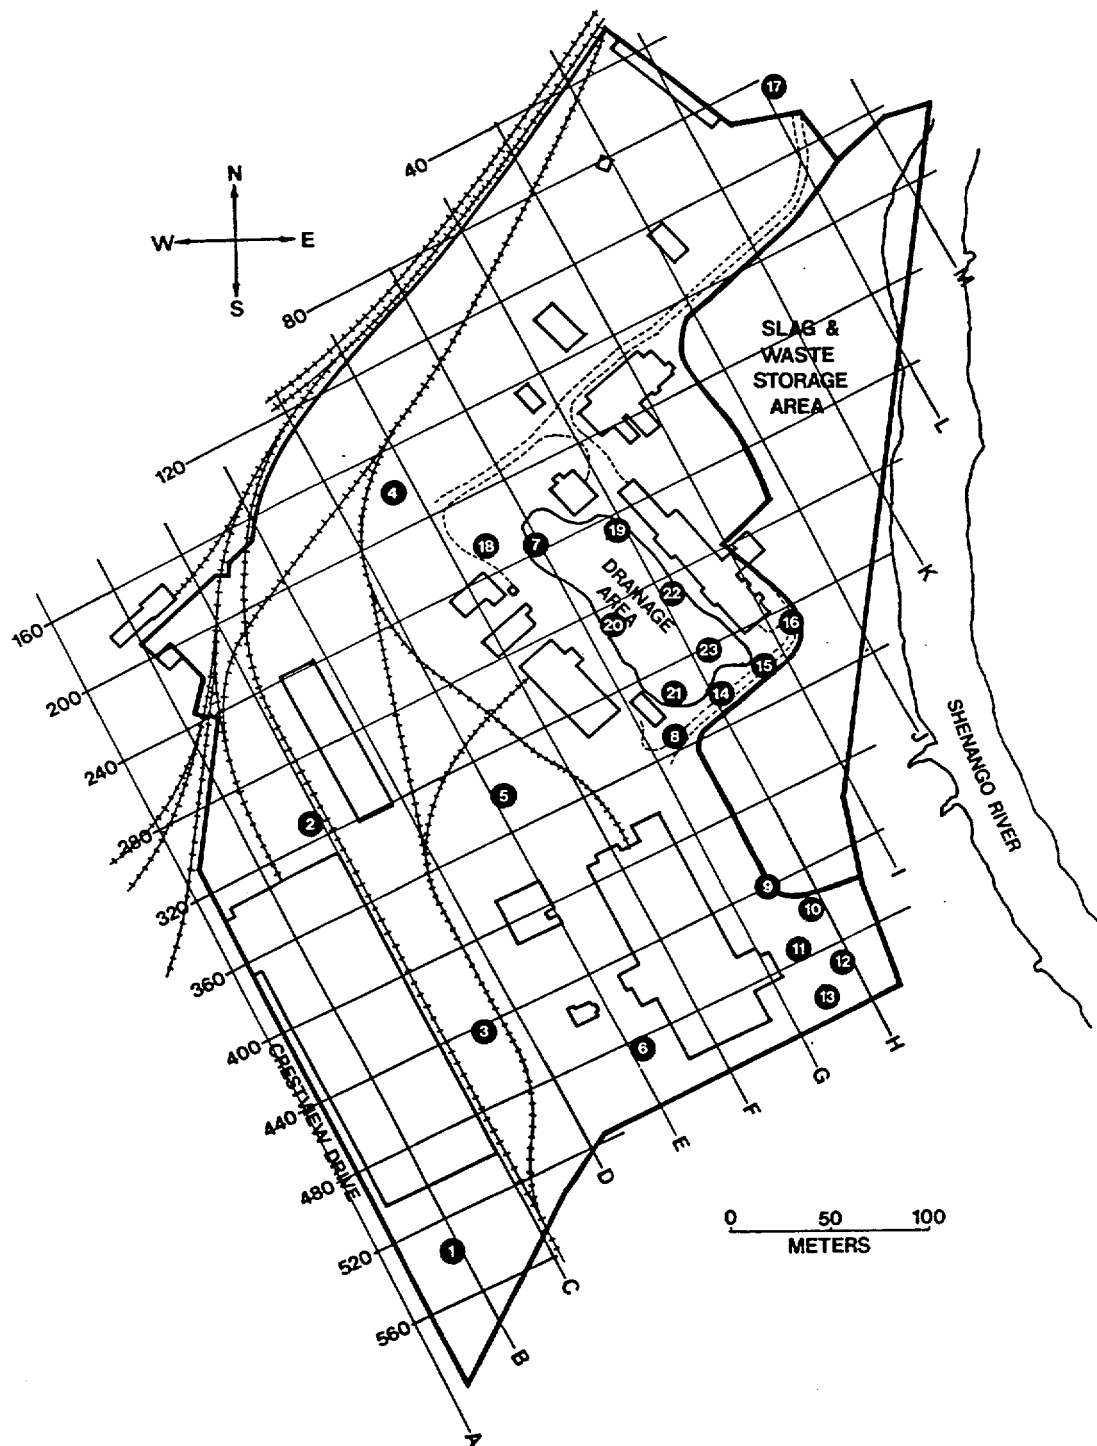 17
40
N
W E
S
M
80
SLAG &
WASTE
STORAGE
AREA
L
120
4
19
18
7
DRAINAGE
AREA
22
K
160
20
16
23
15
200
21
14
8
J
SHENANGO RIVER
240
5
2
280
I
9
320
10
11
12
360
13
3
H
400
6
G
CRESTVIEW DRIVE
440
F
E
480
D
0 50 100
METERS
1
520
C
560
B
A